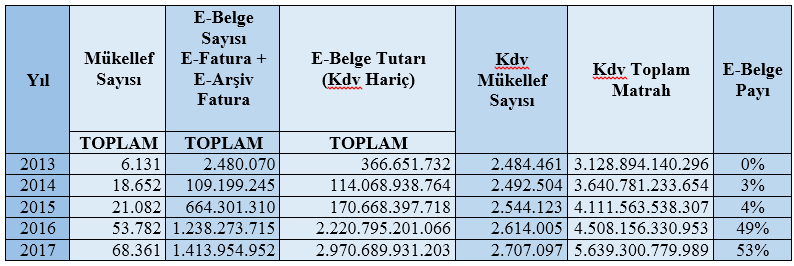 Yıl
Mükellef
Sayısı
E-Belge
Sayısı
E-Fatura +
E-Arşiv
Fatura
E-Belge Tutarı
(Kdv Hariç)
Kdv
Mükellef
Sayısı
Kdv Toplam
Matrah
E-Belge
Payı
TOPLAM TOPLAM TOPLAM
2013 6.131 2.480.070 366.651.732 2.484.461 3.128.894.140.296 0%
2014 18.652 109.199.245 114.068.938.764 2.492.504 3.640.781.233.654 3%
2015 21.082 664.301.310 170.668.397.718 2.544.123 4.111.563.538.307 4%
2016 53.782 1.238.273.715 2.220.795.201.066 2.614.005 4.508.156.330.953 49%
2017 68.361 1.413.954.952 2.970.689.931.203 2.707.097 5.639.300.779.989 53%